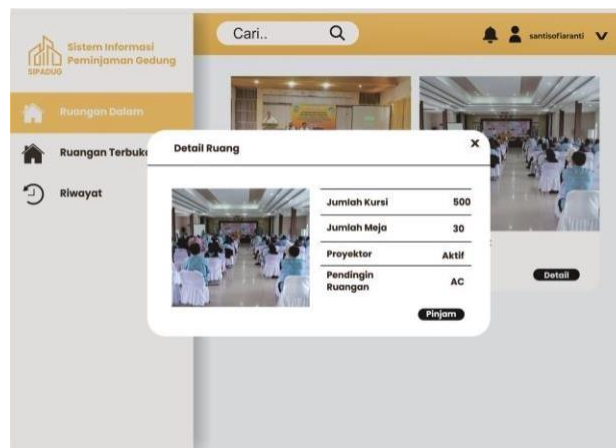 SIPADUG
Sistem Informasi
Peminjaman Gedung
Cari..
santisofiaranti
Ruangan Dalam
Ruangan Terbuk
Riwayat
Detail Ruang
x
Jumlah Kursi 500
Jumlah Meja 30
Proyektor Aktif
Pendingin
Ruangan AC
Pinjam
Detail